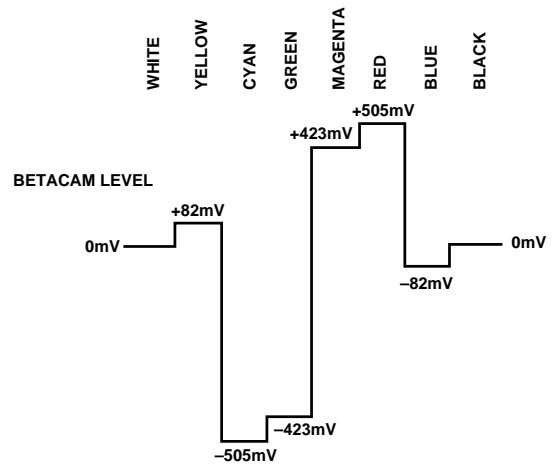 WHITE
YELLOW
CYAN
GREEN
MAGENTA
RED
BLUE
BLACK
+505mV
+423mV
BETACAM LEVEL
+82mV
0mV
0mV
–82mV
–423mV
–505mV